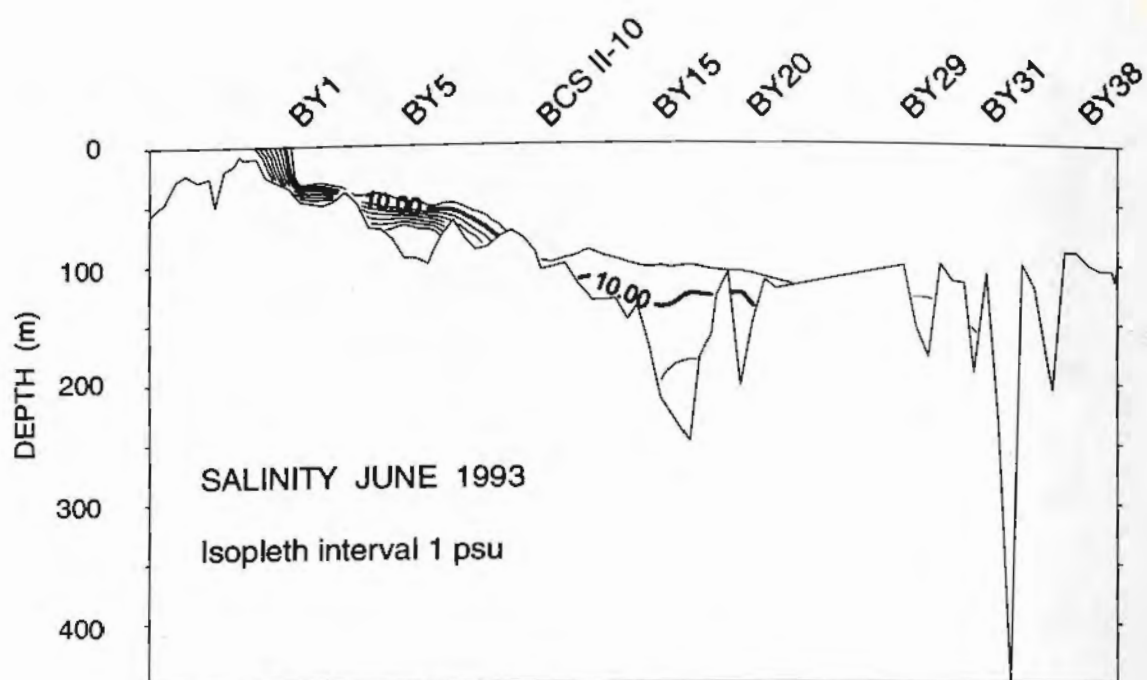 BY1
BY5
BCS II-10
BY15
BY20
BY29
BY31
BY38
0
100
200
300
400
DEPTH (m)
10.00
10.00
SALINITY JUNE 1993
Isopleth interval 1 psu